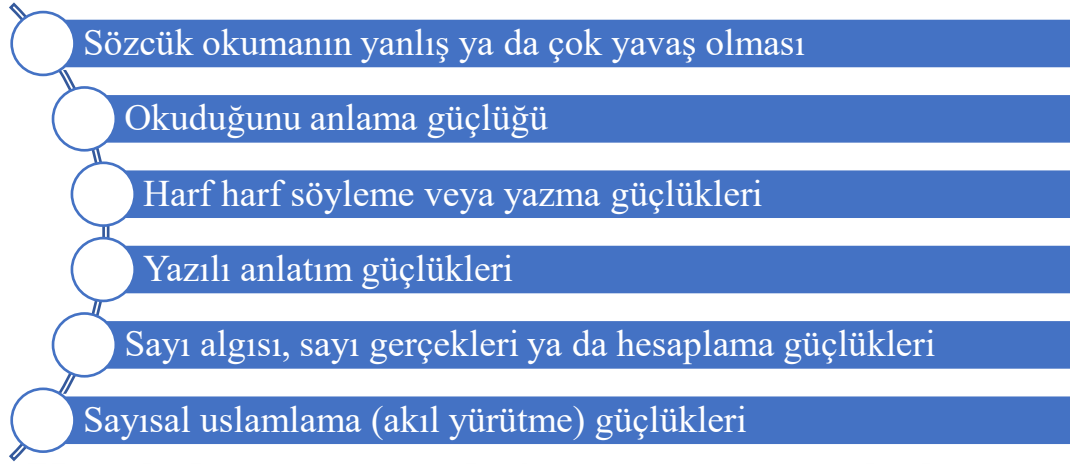 Sözcük okumanın yanlış ya da çok yavaş olması
Okuduğunu anlama güçlüğü
Harf harf söyleme veya yazma güçlükleri
Yazılı anlatım güçlükleri
Sayı algısı, sayı gerçekleri ya da hesaplama güçlükleri
Sayısal uslamlama (akıl yürütme) güçlükleri